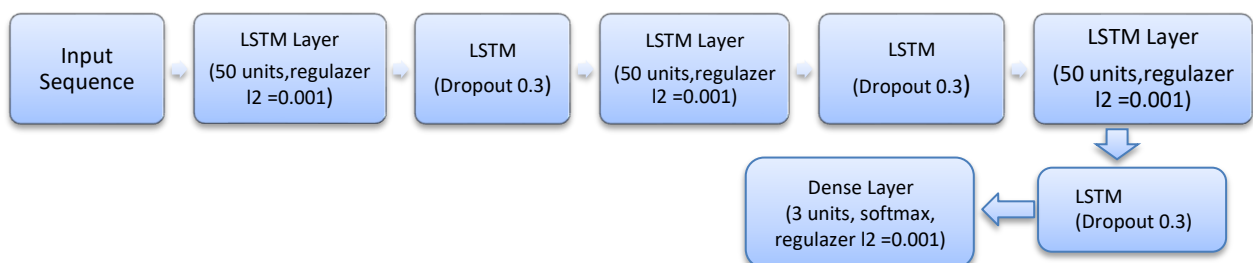 Input
Sequence
LSTM Layer
(50 units,regulazer
l2 =0.001)
LSTM
(Dropout 0.3)
LSTM Layer
(50 units,regulazer
l2 =0.001)
LSTM
(Dropout 0.3)
LSTM Layer
(50 units,regulazer
l2 =0.001)
LSTM
(Dropout 0.3)
Dense Layer
(3 units, softmax,
regulazer l2 =0.001)